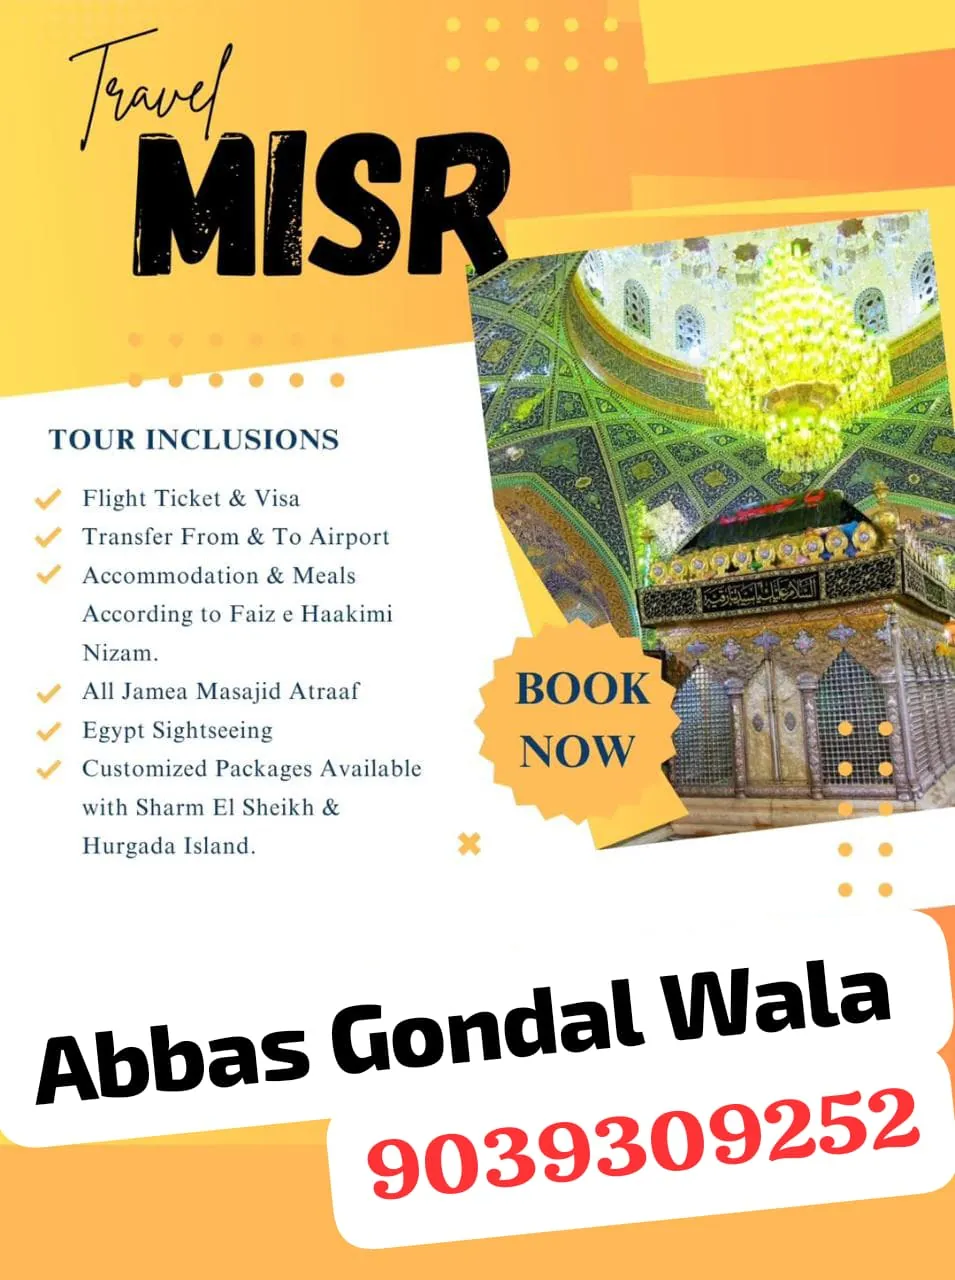 Travel
MISR
TOUR INCLUSIONS
Flight Ticket & Visa
Transfer From & To Airport
Accommodation & Meals
According to Faiz e Haakimi
Nizam.
All Jamea Masajid Atraaf
Egypt Sightseeing
Customized Packages Available
with Sharm El Sheikh &
Hurgada Island.
BOOK
NOW
Abbas Gondal Wala
9039309252